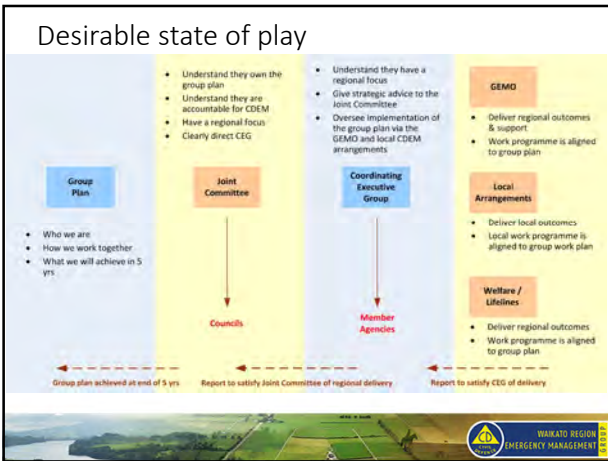 Desirable state of play
Group
Plan
• Who we are
• How we work together
• What we will achieve in 5
yrs
• Understand they own the
group plan
• Understand they are
accountable for CDEM
• Have a regional focus
• Clearly direct CEG
Joint
Committee
Councils
• Understand they have a
regional focus
• Give strategic advice to the
Joint Committee
• Oversee implementation of
the group plan via the
GEMO and local CDEM
arrangements
Coordinating
Executive
Group
Member
Agencies
GEMO
• Deliver regional outcomes
& support
• Work programme is
aligned to group plan
Local
Arrangements
• Deliver local outcomes
• Local work programme is
aligned to group work plan
Welfare /
Lifelines
• Deliver regional outcomes
• Work programme is aligned
to group plan
Group plan achieved at end of 5 yrs
Report to satisfy Joint Committee of regional delivery
Report to satisfy CEG of delivery
CD
CIVIL
DEFENCE
WAIKATO REGION
EMERGENCY MANAGEMENT
GROUP